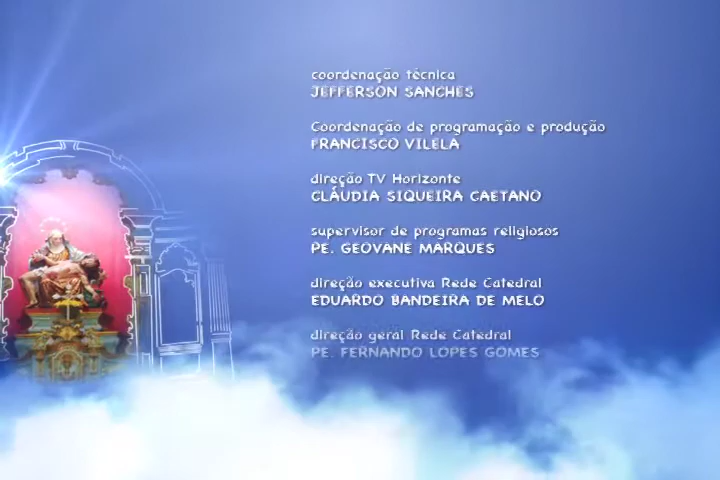 coordenação técnica
JEFFERSON SANCHES
Coordenação de programação e produção
FRANCISCO VILELA
direção TV Horizonte
CLÁUDIA SIQUEIRA CAETANO
supervisor de programas religiosos
PE. GEOVANE MARQUES
direção executiva Rede Catedral
EDUARDO BANDEIRA DE MELO
direção geral Rede Catedral
PE. FERNANDO LOPES GOMES